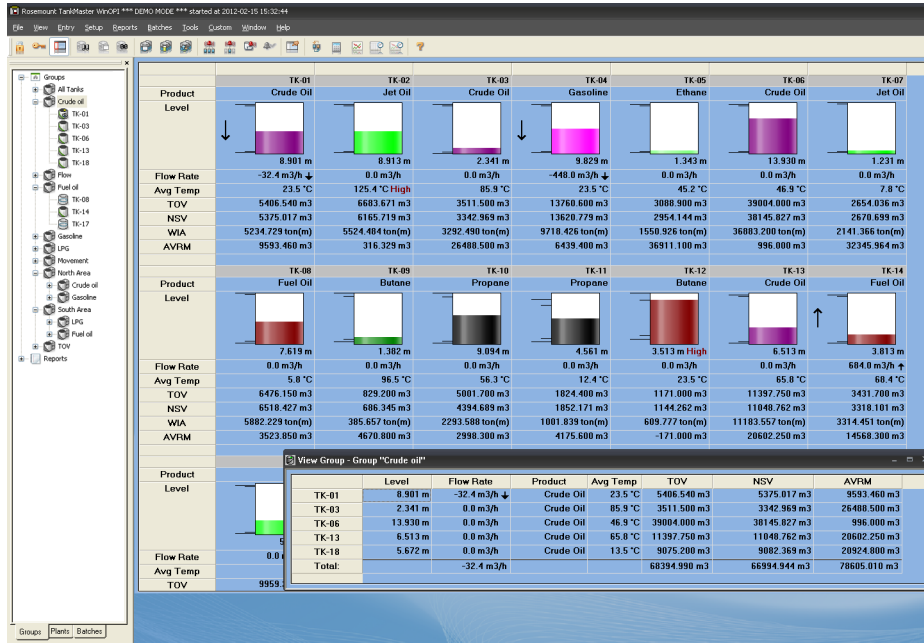 Rosemount TankMaster WinOPI *** DEMO MODE *** started at 2012-02-15 15:32:44
File View Entry Setup Reports Batches Tools Custom Window Help
Groups
All Tanks
Crude oil
TK-01
TK-03
TK-06
TK-13
TK-18
Flow
Fuel oil
TK-08
TK-14
TK-17
Gasoline
LPG
Movement
North Area
Crude oil
Gasoline
South Area
LPG
Fuel oil
TOV
Reports
Groups Plants Batches
TK-01 TK-02 TK-03 TK-04 TK-05 TK-06 TK-07
Product Crude Oil Jet Oil Crude Oil Gasoline Ethane Crude Oil Jet Oil
Level
8.901 m 8.913 m 2.341 m 9.829 m 1.343 m 13.930 m 1.231 m
Flow Rate -32.4 m3/h 0.0 m3/h 0.0 m3/h -448.0 m3/h 0.0 m3/h 0.0 m3/h 0.0 m3/h
Avg Temp 23.5 °C 125.4 °C High 85.9 °C 23.5 °C 45.2 °C 46.9 °C 7.8 °C
TOV 5406.540 m3 6683.671 m3 3511.500 m3 13760.600 m3 3088.900 m3 39004.000 m3 2654.036 m3
NSV 5375.017 m3 6165.719 m3 3342.969 m3 13620.779 m3 2954.144 m3 38145.827 m3 2670.699 m3
WIA 5234.729 ton(m) 5524.484 ton(m) 3292.490 ton(m) 9718.426 ton(m) 1550.926 ton(m) 36883.200 ton(m) 2141.366 ton(m)
AVRM 9593.460 m3 316.329 m3 26488.500 m3 6439.400 m3 36911.100 m3 996.000 m3 32345.964 m3
TK-08 TK-09 TK-10 TK-11 TK-12 TK-13 TK-14
Product Fuel Oil Butane Propane Propane Butane Crude Oil Fuel Oil
Level
7.619 m 1.382 m 9.094 m 4.561 m 3.513 m High 6.513 m 3.813 m
Flow Rate 0.0 m3/h 0.0 m3/h 0.0 m3/h 0.0 m3/h 0.0 m3/h 0.0 m3/h 684.0 m3/h
Avg Temp 5.8 °C 96.5 °C 56.3 °C 12.4 °C 23.5 °C 65.8 °C 68.4 °C
TOV 6476.150 m3 829.200 m3 5001.700 m3 1824.400 m3 1171.000 m3 11397.750 m3 3431.700 m3
NSV 6518.427 m3 686.345 m3 4394.689 m3 1852.171 m3 1144.262 m3 11048.762 m3 3318.101 m3
WIA 5882.229 ton(m) 385.657 ton(m) 2293.588 ton(m) 1001.839 ton(m) 609.777 ton(m) 11183.557 ton(m) 3314.451 ton(m)
AVRM 3523.850 m3 4670.800 m3 2998.300 m3 4175.600 m3 -171.000 m3 20602.250 m3 14568.300 m3
Product
Level
Flow Rate
Avg Temp
TOV 9959.
View Group - Group "Crude oil"
Level Flow Rate Product Avg Temp TOV NSV AVRM
TK-01 8.901 m -32.4 m3/h Crude Oil 23.5 °C 5406.540 m3 5375.017 m3 9593.460 m3
TK-03 2.341 m 0.0 m3/h Crude Oil 85.9 °C 3511.500 m3 3342.969 m3 26488.500 m3
TK-06 13.930 m 0.0 m3/h Crude Oil 46.9 °C 39004.000 m3 38145.827 m3 996.000 m3
TK-13 6.513 m 0.0 m3/h Crude Oil 65.8 °C 11397.750 m3 11048.762 m3 20602.250 m3
TK-18 5.672 m 0.0 m3/h Crude Oil 13.5 °C 9075.200 m3 9082.369 m3 20924.800 m3
Total: -32.4 m3/h 68394.990 m3 66994.944 m3 78605.010 m3